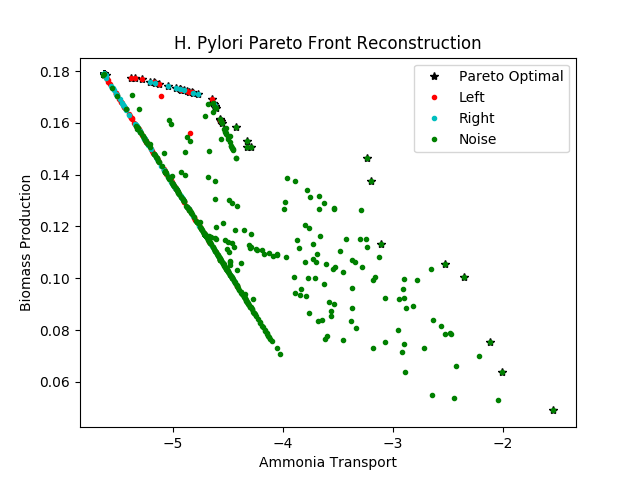 H. Pylori Pareto Front Reconstruction
Pareto Optimal
Left
Right
Noise
0.18
0.16
0.14
0.12
0.10
0.08
0.06
Biomass Production
−5
−4
−3
−2
Ammonia Transport